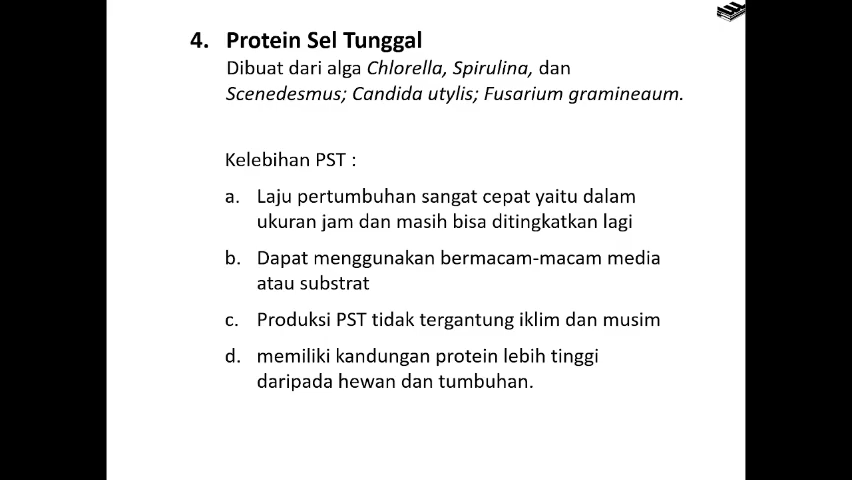 4. Protein Sel Tunggal
Dibuat dari alga Chlorella, Spirulina, dan
Scenedesmus; Candida utylis; Fusarium gramineaum.
Kelebihan PST :
a. Laju pertumbuhan sangat cepat yaitu dalam
ukuran jam dan masih bisa ditingkatkan lagi
b. Dapat menggunakan bermacam-macam media
atau substrat
c. Produksi PST tidak tergantung iklim dan musim
d. memiliki kandungan protein lebih tinggi
daripada hewan dan tumbuhan.